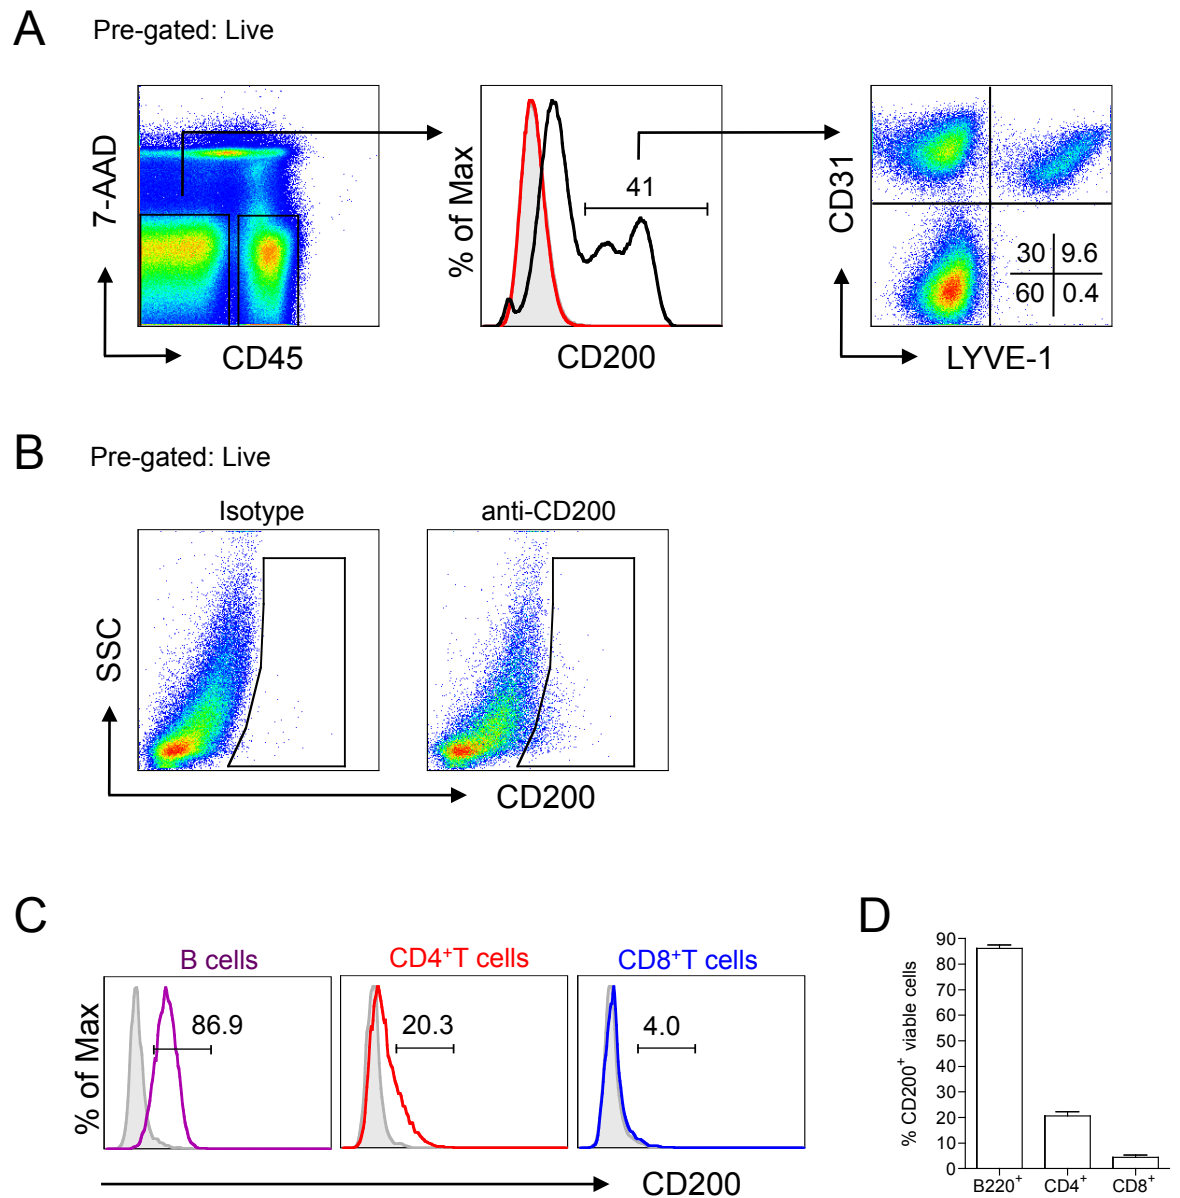 A
Pre-gated: Live
7-AAD
CD45
% of Max
41
CD200
CD31
30 9.6
60 0.4
LYVE-1
B
Pre-gated: Live
Isotype
anti-CD200
SSC
CD200
C
B cells
CD4⁺T cells
CD8⁺T cells
% of Max
86.9
20.3
4.0
CD200
D
% CD200⁺ viable cells
90
80
70
60
50
40
30
20
10
0
B220⁺ CD4⁺ CD8⁺